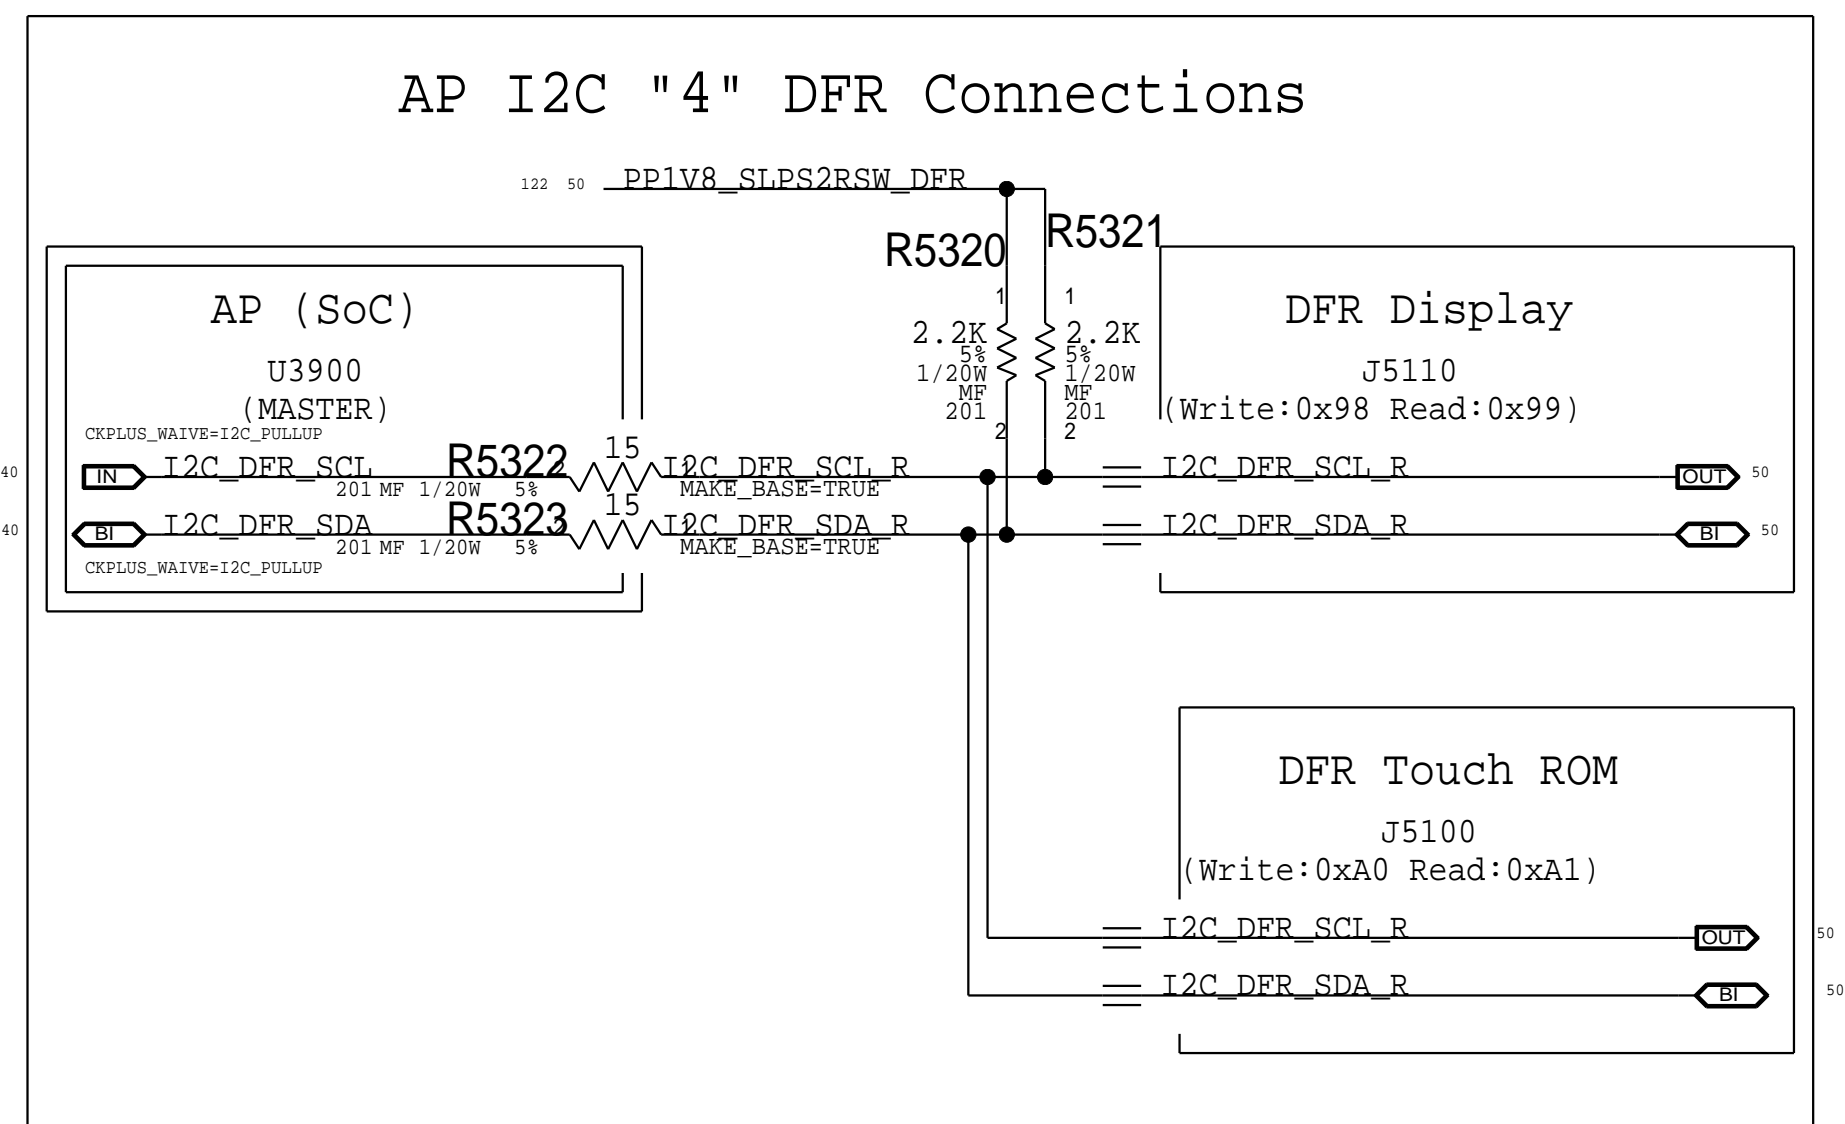 AP I2C "4" DFR Connections
122 50 PP1V8_SLPS2RSW_DFR
R5320 R5321
1 1
2.2K 2.2K
5% 5%
1/20W 1/20W
MF MF
201 201
2 2
AP (SoC)
U3900
(MASTER)
CKPLUS_WAIVE=I2C_PULLUP
40 IN I2C_DFR_SCL R5322 2 15 1 I2C_DFR_SCL_R
201 MF 1/20W 5% MAKE_BASE=TRUE
40 BI I2C_DFR_SDA R5323 2 15 1 I2C_DFR_SDA_R
201 MF 1/20W 5% MAKE_BASE=TRUE
CKPLUS_WAIVE=I2C_PULLUP
DFR Display
J5110
(Write:0x98 Read:0x99)
I2C_DFR_SCL_R OUT 50
I2C_DFR_SDA_R BI 50
DFR Touch ROM
J5100
(Write:0xA0 Read:0xA1)
I2C_DFR_SCL_R OUT 50
I2C_DFR_SDA_R BI 50